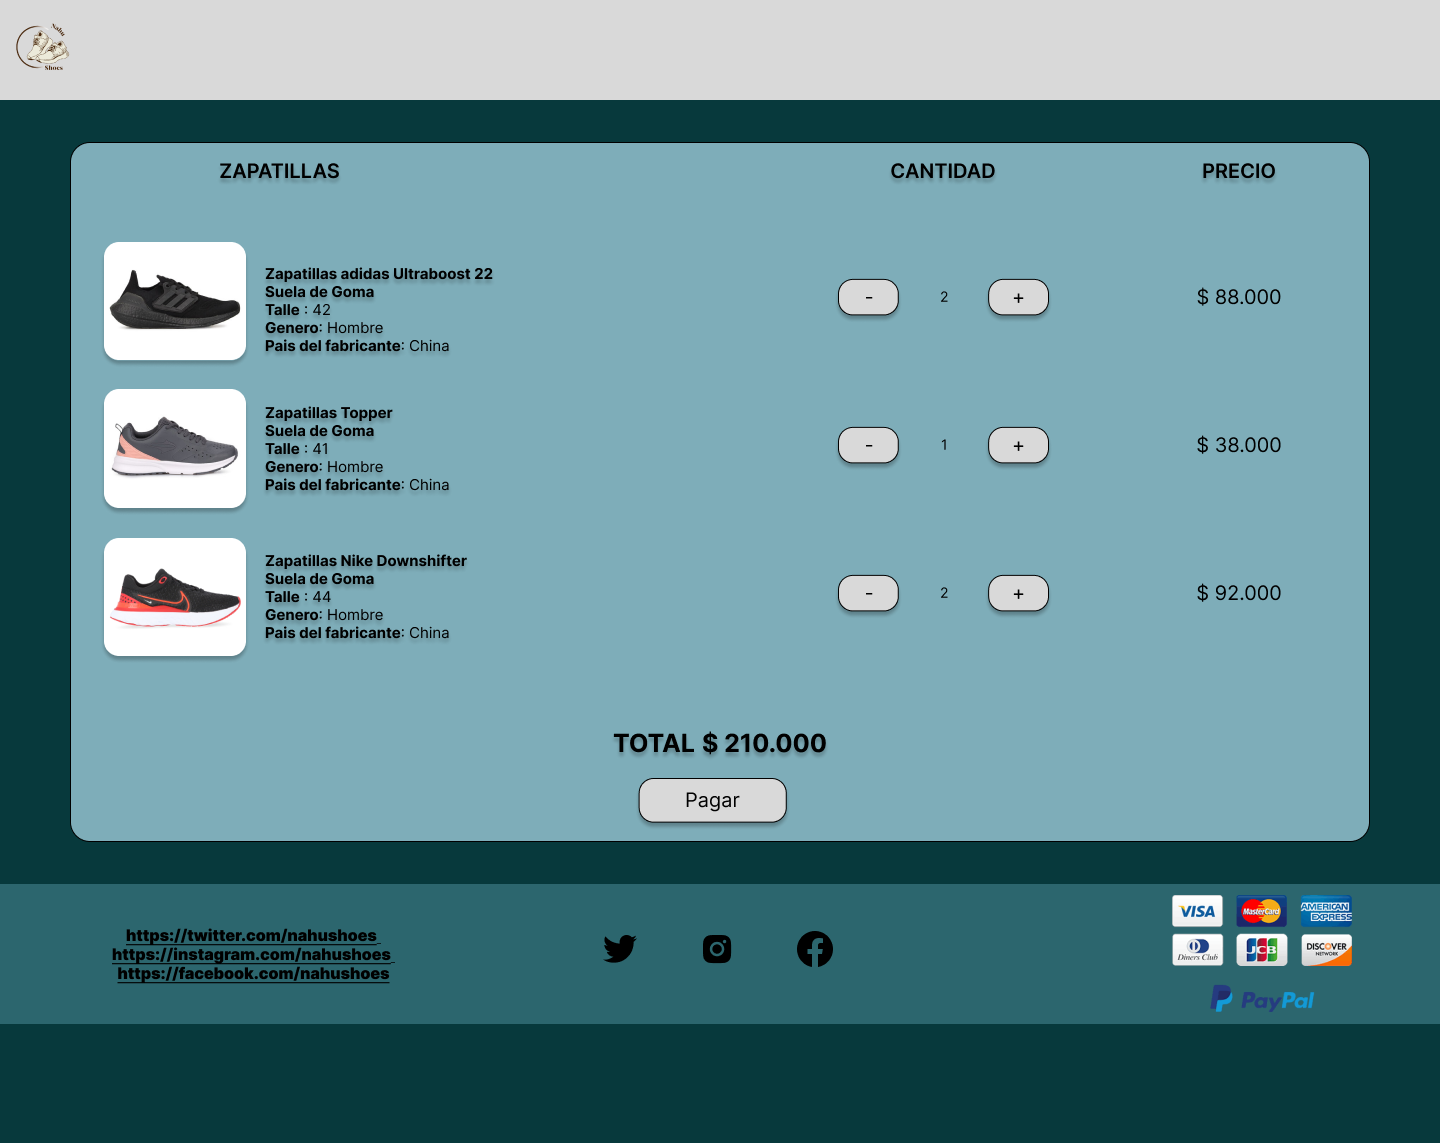 Nahu
Shoes
ZAPATILLAS CANTIDAD PRECIO
Zapatillas adidas Ultraboost 22
Suela de Goma
Talle : 42
Genero: Hombre
Pais del fabricante: China
- 2 + $ 88.000
Zapatillas Topper
Suela de Goma
Talle : 41
Genero: Hombre
Pais del fabricante: China
- 1 + $ 38.000
Zapatillas Nike Downshifter
Suela de Goma
Talle : 44
Genero: Hombre
Pais del fabricante: China
- 2 + $ 92.000
TOTAL $ 210.000
Pagar
https://twitter.com/nahushoes
https://instagram.com/nahushoes
https://facebook.com/nahushoes
VISA MasterCard AMERICAN EXPRESS
Diners Club JCB DISCOVER NETWORK
PayPal